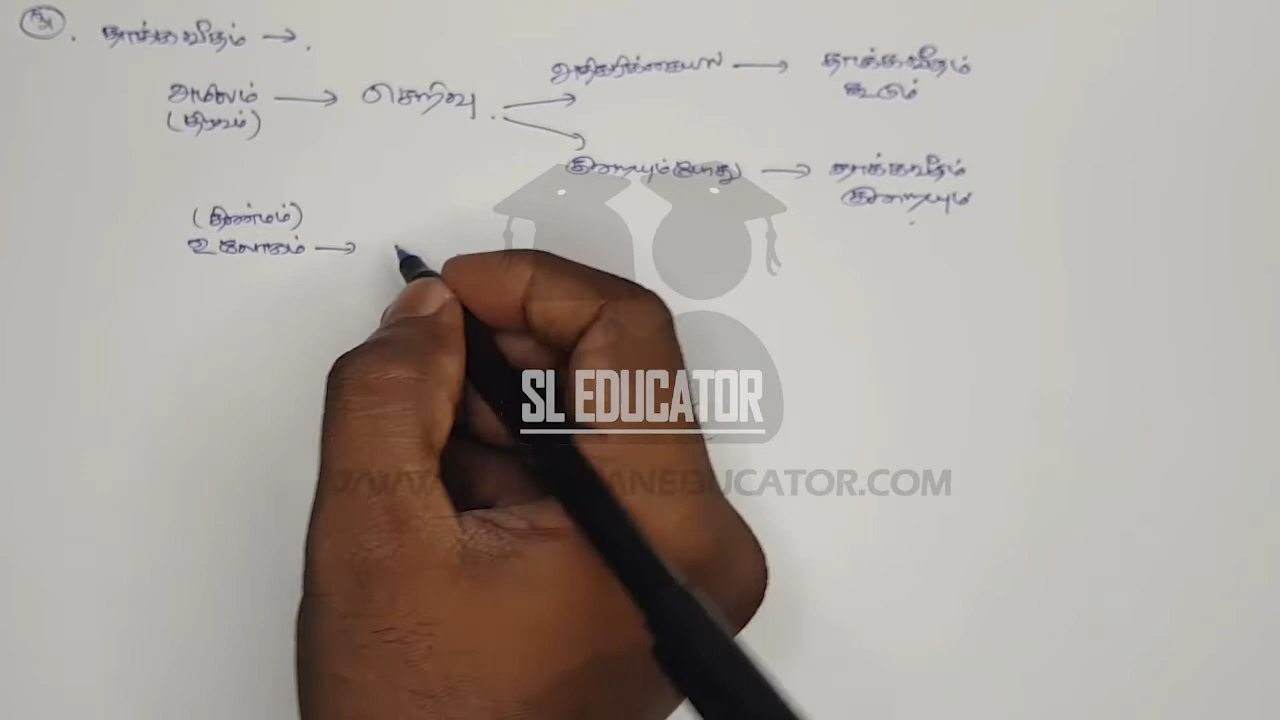 தாக்கவீதம் →
அதிகரிக்கையில் → தாக்கவீதம்
அமிலம் → செறிவு கூடும்
(திரவம்)
குறையும்போது → தாக்கவீதம்
குறையும்
(திண்மம்)
உலோகம் →
SL EDUCATOR